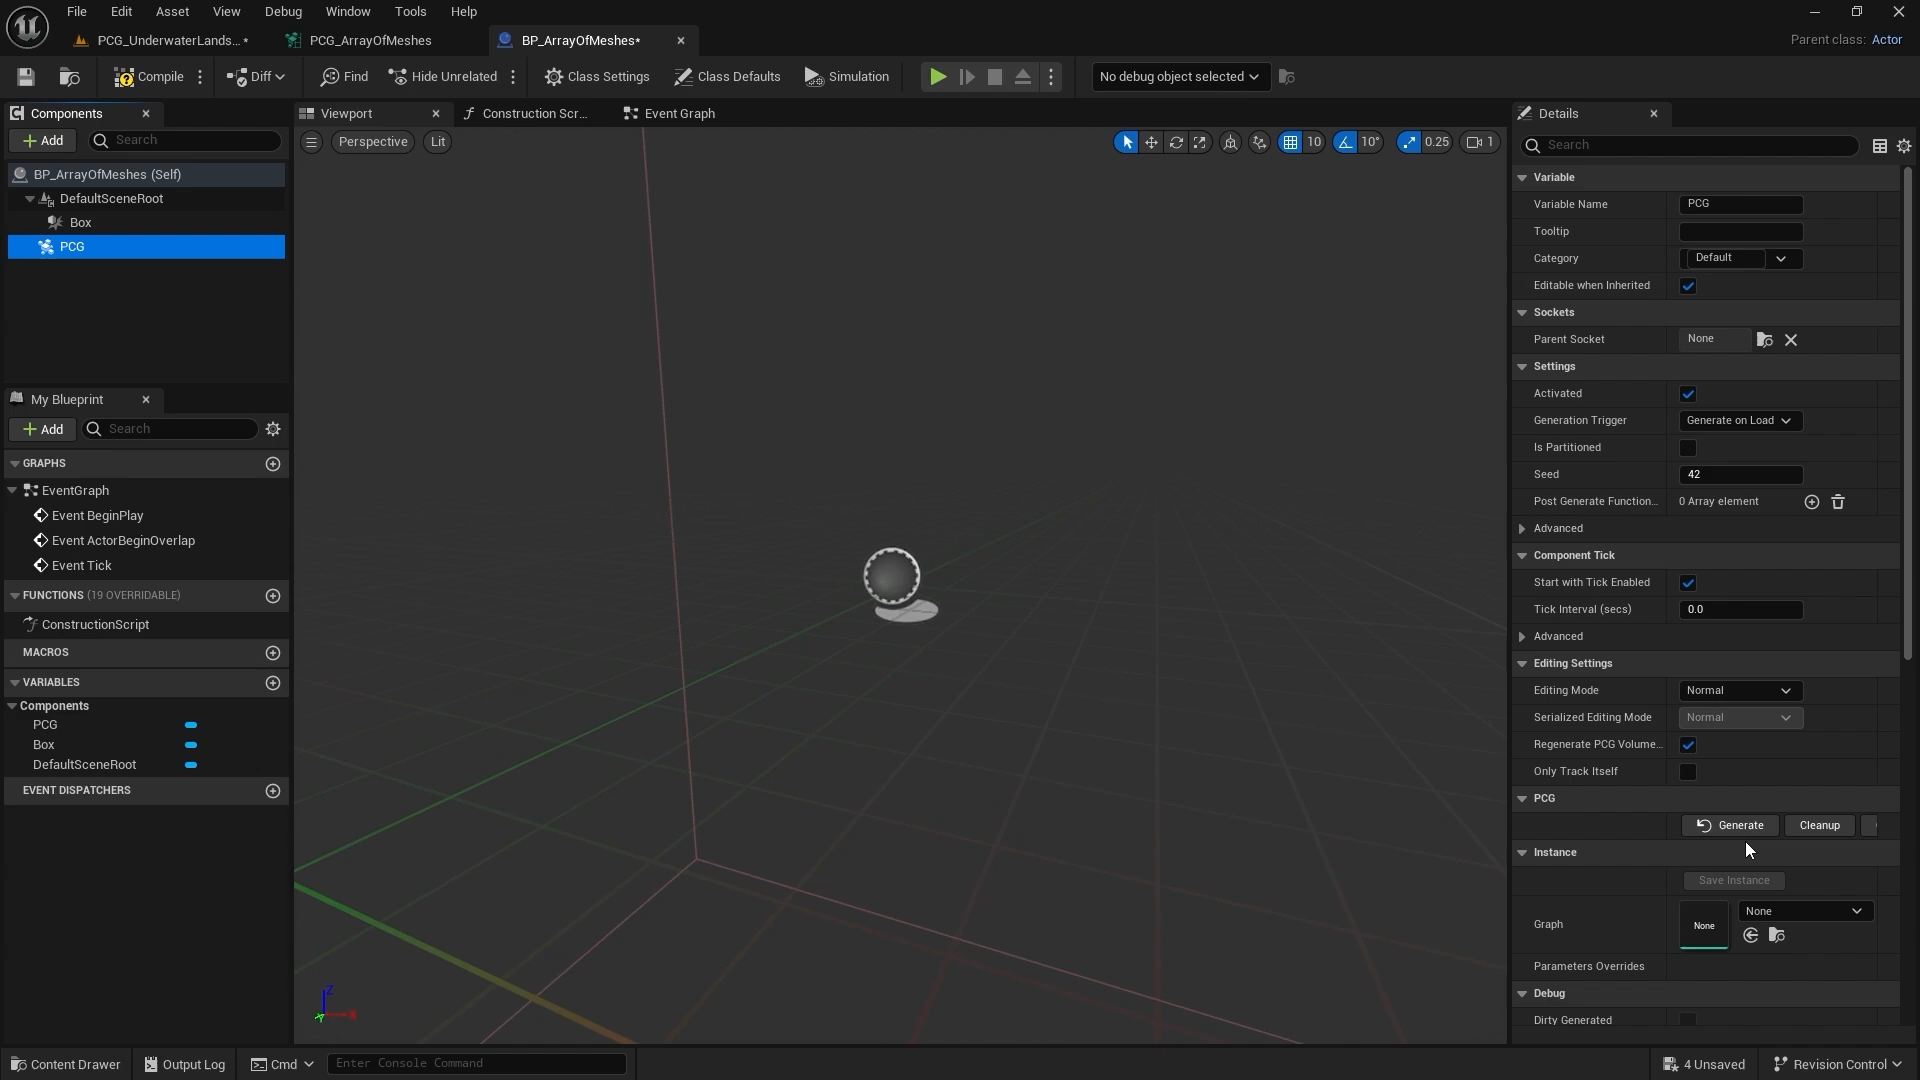 File Edit Asset View Debug Window Tools Help
PCG_UnderwaterLands... * PCG_ArrayOfMeshes BP_ArrayOfMeshes* Parent class: Actor
Compile Diff Find Hide Unrelated Class Settings Class Defaults Simulation No debug object selected
Components
Add Search
BP_ArrayOfMeshes (Self)
DefaultSceneRoot
Box
PCG
My Blueprint
Add Search
GRAPHS
EventGraph
Event BeginPlay
Event ActorBeginOverlap
Event Tick
FUNCTIONS (19 OVERRIDABLE)
ConstructionScript
MACROS
VARIABLES
Components
PCG
Box
DefaultSceneRoot
EVENT DISPATCHERS
Viewport Construction Scr... Event Graph
Perspective Lit 10 10° 0.25 1
Z
X
Y
Details
Search
Variable
Variable Name PCG
Tooltip
Category Default
Editable when Inherited
Sockets
Parent Socket None
Settings
Activated
Generation Trigger Generate on Load
Is Partitioned
Seed 42
Post Generate Function... 0 Array element
Advanced
Component Tick
Start with Tick Enabled
Tick Interval (secs) 0.0
Advanced
Editing Settings
Editing Mode Normal
Serialized Editing Mode Normal
Regenerate PCG Volume...
Only Track Itself
PCG
Generate Cleanup
Instance
Save Instance
Graph None None
Parameters Overrides
Debug
Dirty Generated
Content Drawer Output Log Cmd Enter Console Command 4 Unsaved Revision Control